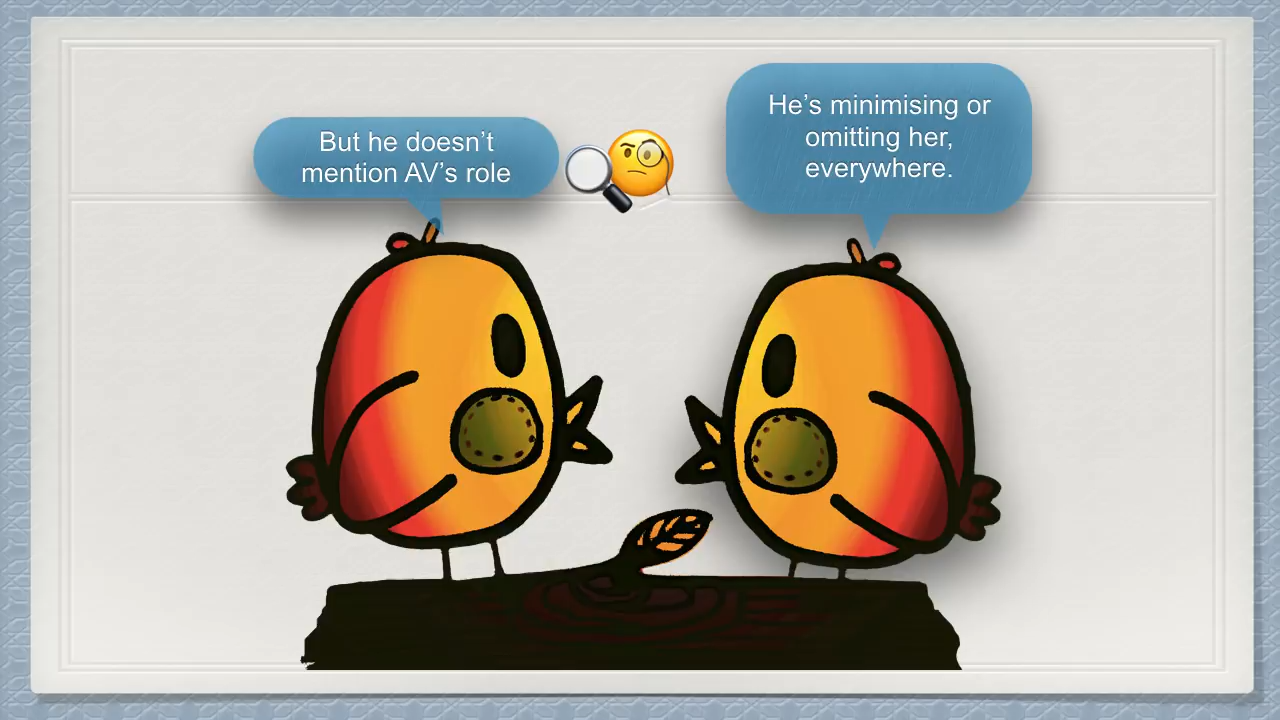 But he doesn’t
mention AV’s role
He’s minimising or
omitting her,
everywhere.